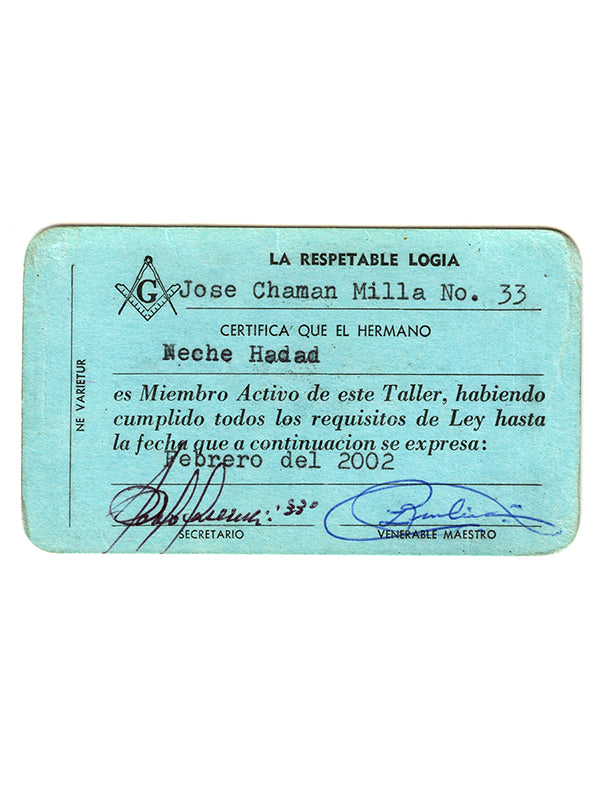 LA RESPETABLE LOGIA
G
Jose Chaman Milla No. 33
CERTIFICA QUE EL HERMANO
Neche Hadad
es Miembro Activo de este Taller, habiendo
cumplido todos los requisitos de Ley hasta
la fecha que a continuacion se expresa:
Febrero del 2002
33°
SECRETARIO
VENERABLE MAESTRO
NE VARIETUR